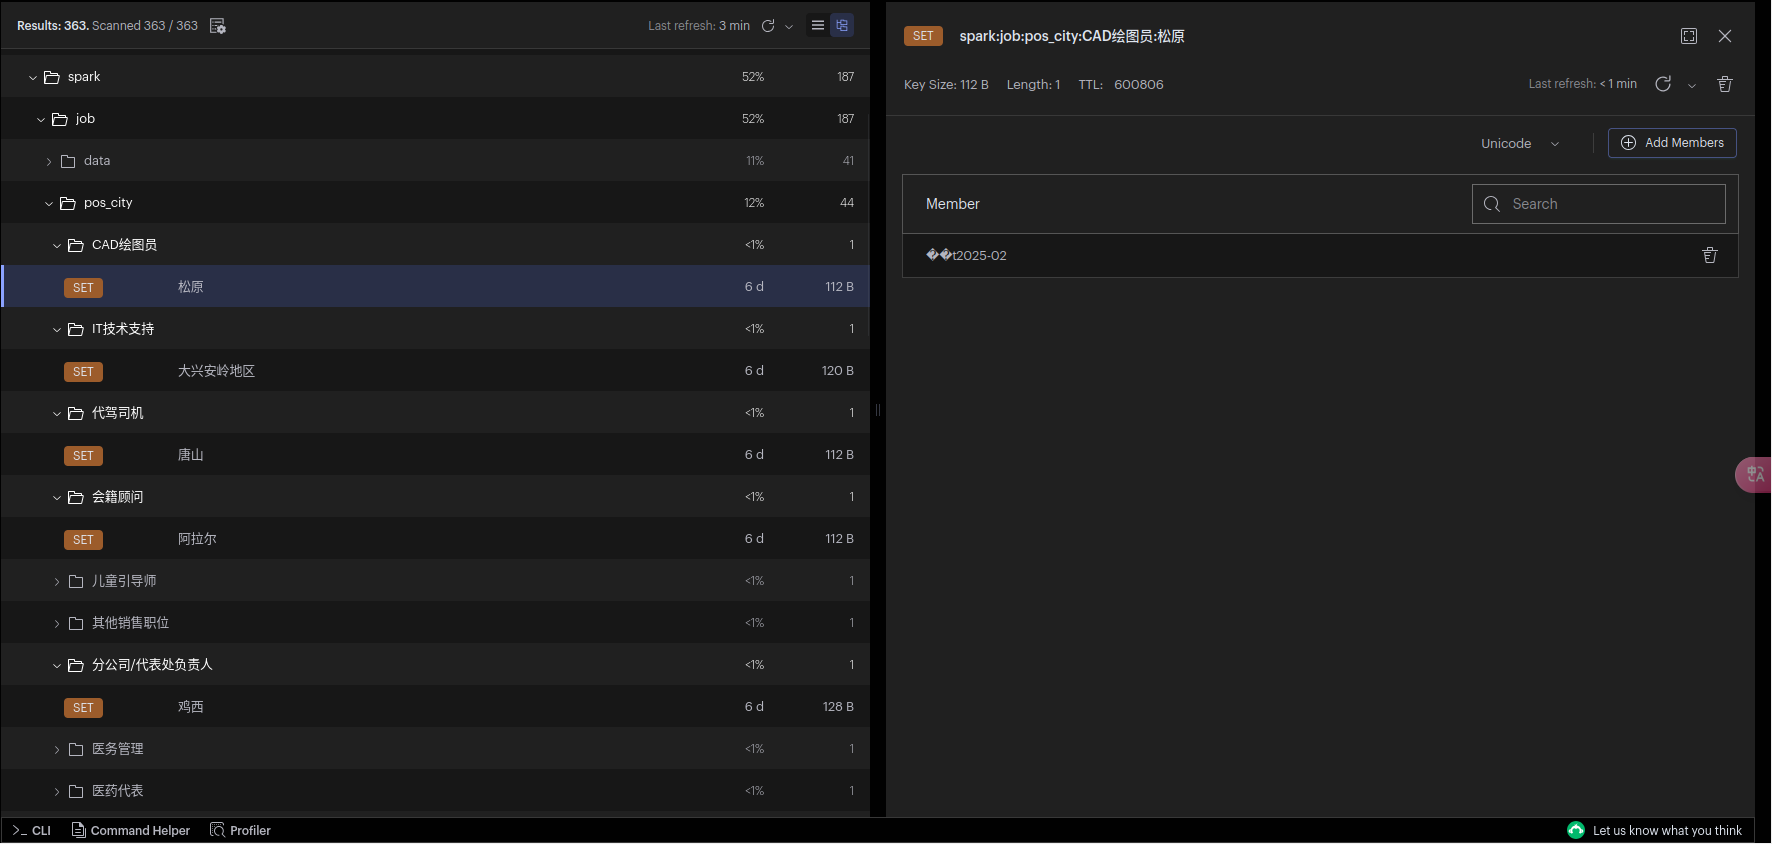 Results: 363. Scanned 363 / 363
Last refresh: 3 min
spark 52% 187
job 52% 187
data 11% 41
pos_city 12% 44
CAD绘图员 <1% 1
SET 松原 6 d 112 B
IT技术支持 <1% 1
SET 大兴安岭地区 6 d 120 B
代驾司机 <1% 1
SET 唐山 6 d 112 B
会籍顾问 <1% 1
SET 阿拉尔 6 d 112 B
儿童引导师 <1% 1
其他销售职位 <1% 1
分公司/代表处负责人 <1% 1
SET 鸡西 6 d 128 B
医务管理 <1% 1
医药代表 <1% 1
SET spark:job:pos_city:CAD绘图员:松原
Key Size: 112 B Length: 1 TTL: 600806
Last refresh: < 1 min
Unicode
Add Members
Member
Search
��t2025-02
中A
>_ CLI
Command Helper
Profiler
Let us know what you think